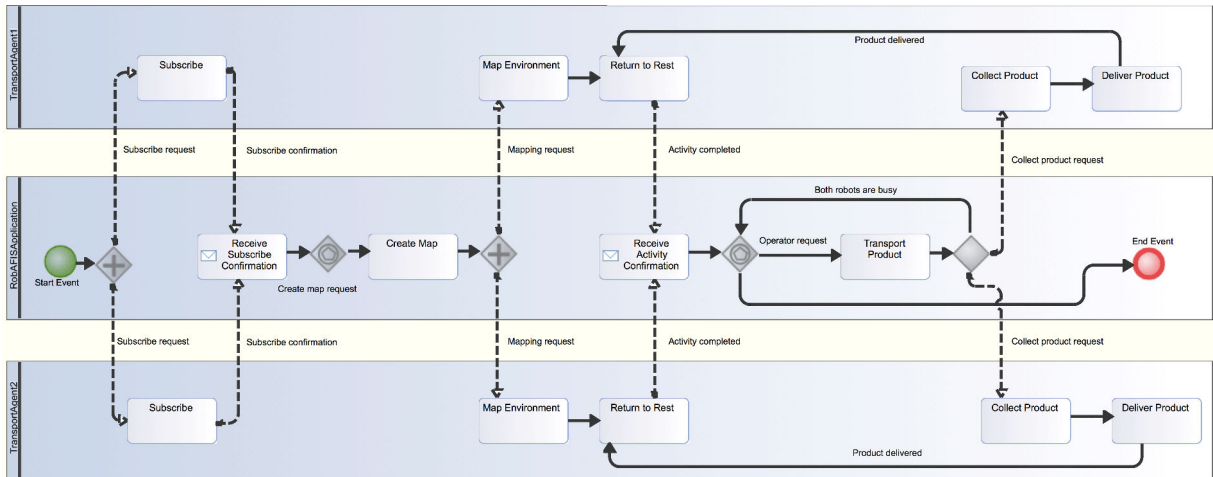 TransportAgent1
Subscribe
Map Environment
Return to Rest
Product delivered
Collect Product
Deliver Product
Subscribe request
Subscribe confirmation
Mapping request
Activity completed
Collect product request
RobAFISApplication
Start Event
Receive
Subscribe
Confirmation
Create map request
Create Map
Receive
Activity
Confirmation
Both robots are busy
Operator request
Transport
Product
End Event
Subscribe request
Subscribe confirmation
Mapping request
Activity completed
Collect product request
TransportAgent2
Subscribe
Map Environment
Return to Rest
Collect Product
Deliver Product
Product delivered